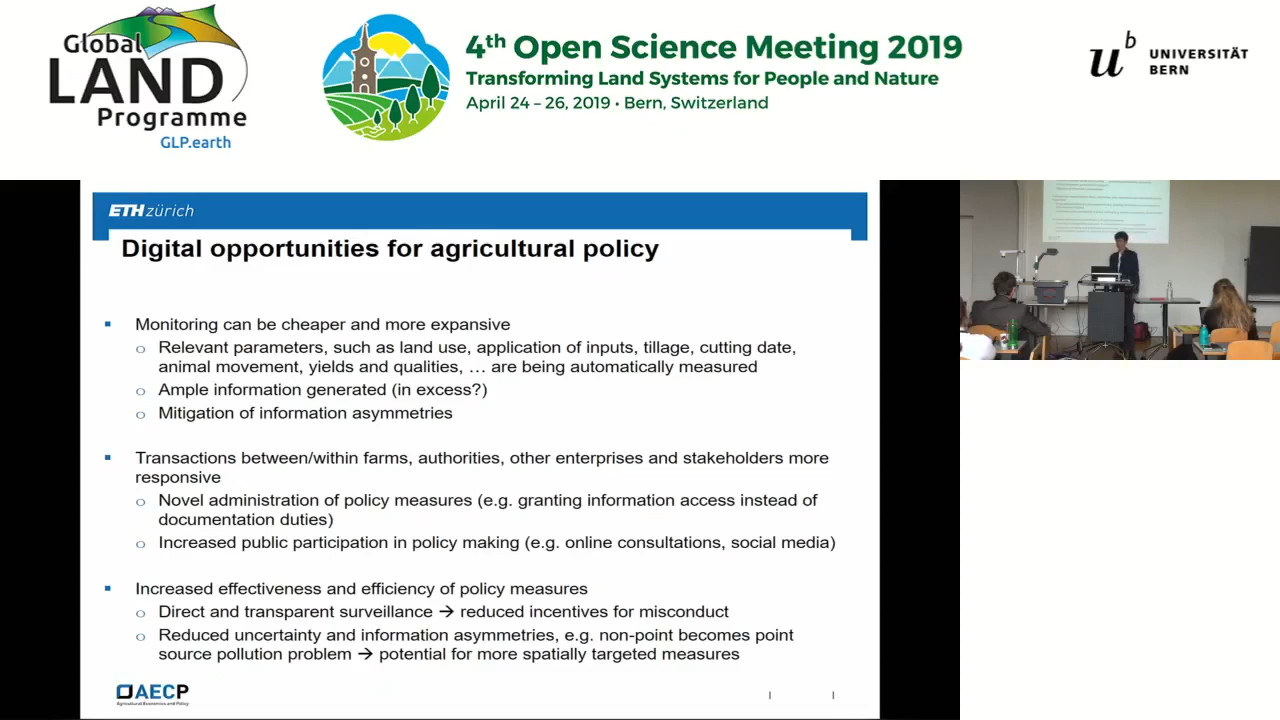 Global
LAND
Programme
GLP.earth
4th Open Science Meeting 2019
Transforming Land Systems for People and Nature
April 24 – 26, 2019 • Bern, Switzerland
u b
UNIVERSITÄT
BERN
ETH zürich
Digital opportunities for agricultural policy
▪ Monitoring can be cheaper and more expansive
o Relevant parameters, such as land use, application of inputs, tillage, cutting date,
animal movement, yields and qualities, … are being automatically measured
o Ample information generated (in excess?)
o Mitigation of information asymmetries
▪ Transactions between/within farms, authorities, other enterprises and stakeholders more
responsive
o Novel administration of policy measures (e.g. granting information access instead of
documentation duties)
o Increased public participation in policy making (e.g. online consultations, social media)
▪ Increased effectiveness and efficiency of policy measures
o Direct and transparent surveillance → reduced incentives for misconduct
o Reduced uncertainty and information asymmetries, e.g. non-point becomes point
source pollution problem → potential for more spatially targeted measures
AECP
Agricultural Economics and Policy
| |